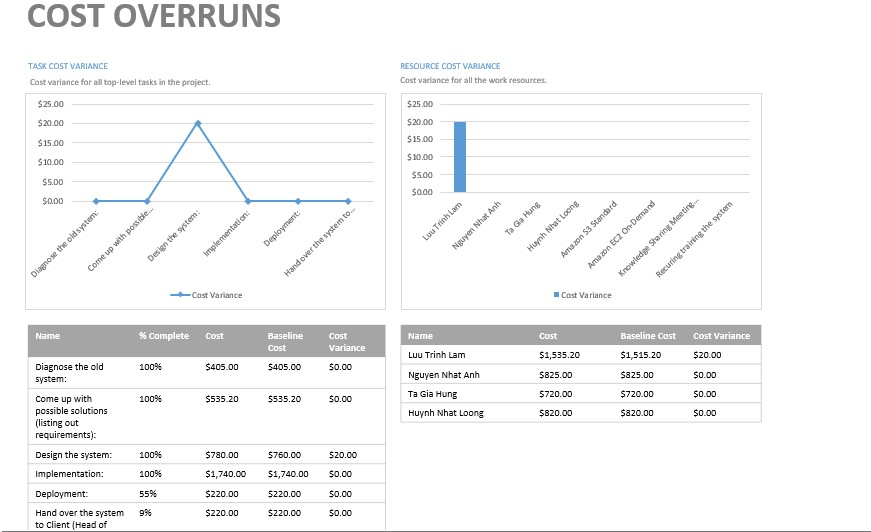 COST OVERRUNS
TASK COST VARIANCE
Cost variance for all top-level tasks in the project.
$25.00
$20.00
$15.00
$10.00
$5.00
$0.00
Diagnose the old system:
Come up with possible...
Design the system:
Implementation:
Deployment:
Hand over the system to...
Cost Variance
RESOURCE COST VARIANCE
Cost variance for all the work resources.
$25.00
$20.00
$15.00
$10.00
$5.00
$0.00
Luu Trinh Lam
Nguyen Nhat Anh
Ta Gia Hung
Huynh Nhat Loong
Amazon S3 Standard
Amazon EC2 On-Demand
Knowledge Sharing Meeting...
Recuring training the system
Cost Variance
Name % Complete Cost Baseline Cost
Cost Variance
Diagnose the old 100% $405.00 $405.00 $0.00
system:
Come up with 100% $535.20 $535.20 $0.00
possible solutions
(listing out
requirements):
Design the system: 100% $780.00 $760.00 $20.00
Implementation: 100% $1,740.00 $1,740.00 $0.00
Deployment: 55% $220.00 $220.00 $0.00
Hand over the system 9% $220.00 $220.00 $0.00
to Client (Head of
Name Cost Baseline Cost Cost Variance
Luu Trinh Lam $1,535.20 $1,515.20 $20.00
Nguyen Nhat Anh $825.00 $825.00 $0.00
Ta Gia Hung $720.00 $720.00 $0.00
Huynh Nhat Loong $820.00 $820.00 $0.00